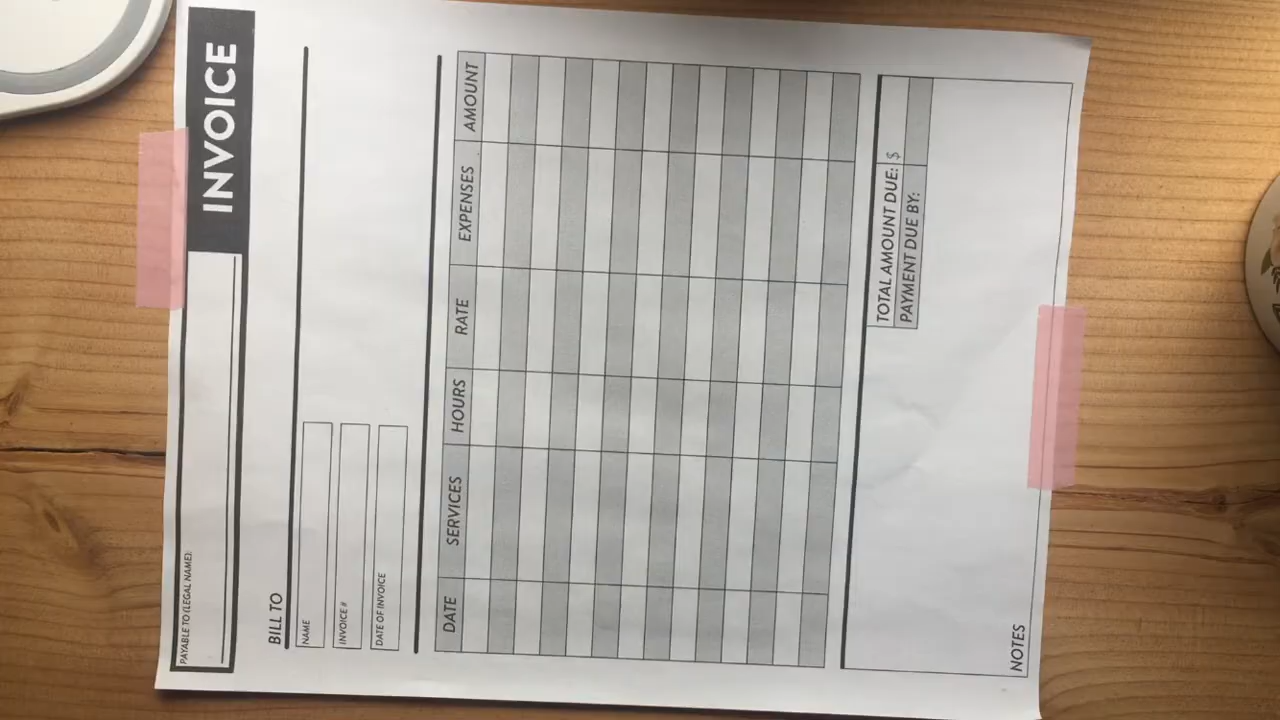 PAYABLE TO (LEGAL NAME):
INVOICE
BILL TO
NAME
INVOICE #
DATE OF INVOICE
DATE SERVICES HOURS RATE EXPENSES AMOUNT
TOTAL AMOUNT DUE: $
PAYMENT DUE BY:
NOTES